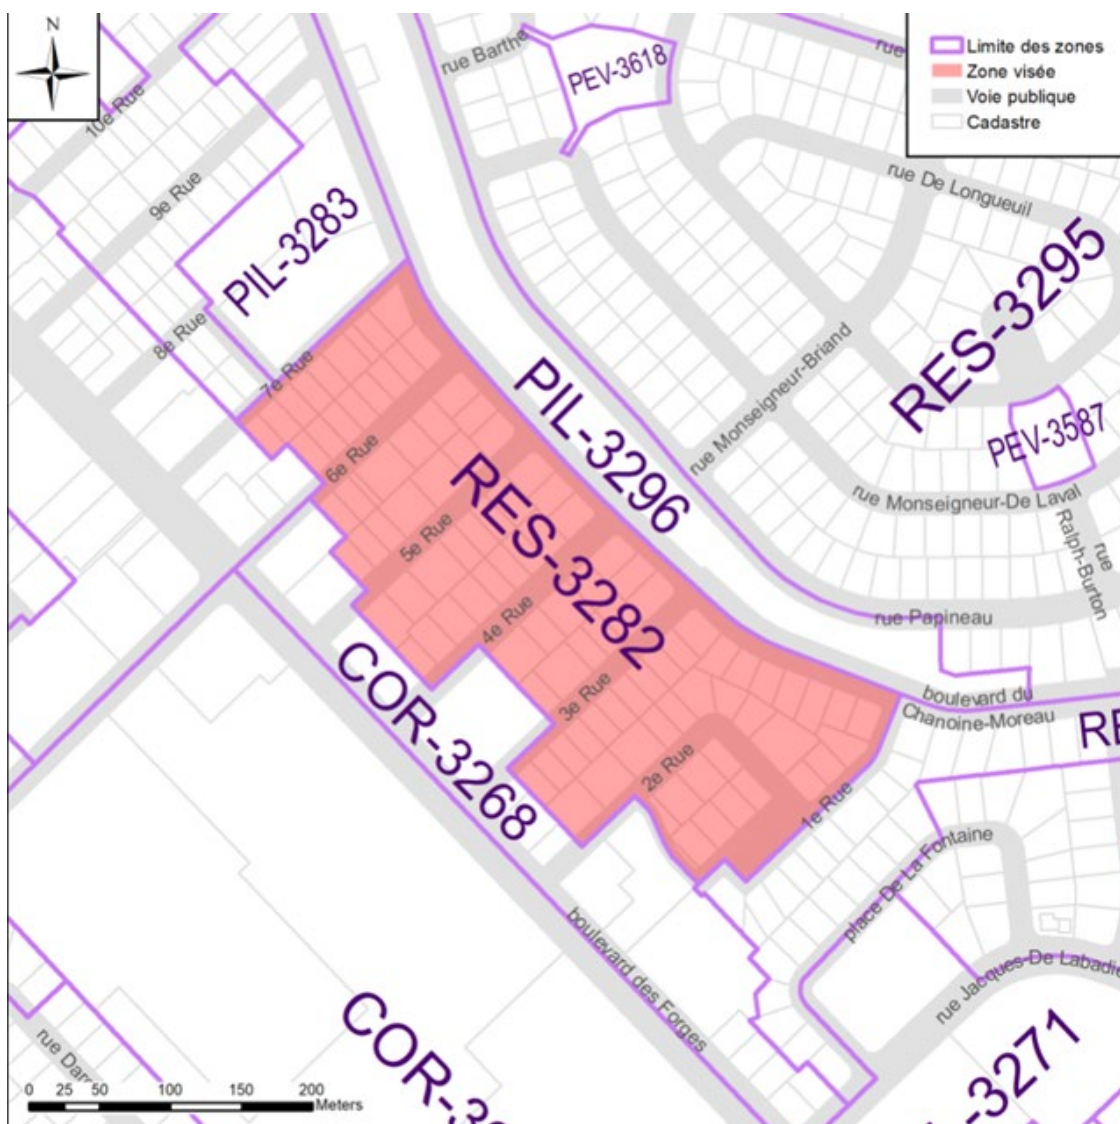 N
Limite des zones
Zone visée
Voie publique
Cadastre
rue
rue Barthe
PEV-3618
10e Rue
9e Rue
rue De Longueuil
PIL-3283
8e Rue
RES-3295
7e Rue
rue Monseigneur-Briand
PIL-3296
PEV-3587
6e Rue
rue Monseigneur-De Laval
RES-3282
5e Rue
rue
Ralph-Burton
4e Rue
rue Papineau
COR-3268
3e Rue
boulevard du
Chanoine-Moreau
2e Rue
1e Rue
place De La Fontaine
boulevard des Forges
rue Jacques-De Labadie
0 25 50 100 150 200
Meters